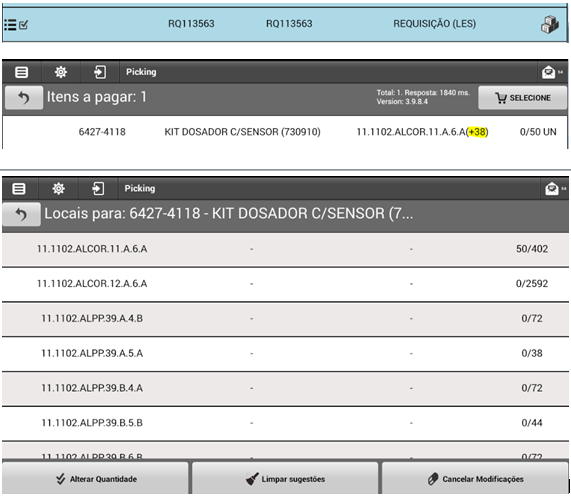 RQ113563 RQ113563 REQUISIÇÃO (LES)
Picking
Itens a pagar: 1 Total: 1. Resposta: 1840 ms. SELECIONE
Version: 3.9.8.4
6427-4118 KIT DOSADOR C/SENSOR (730910) 11.1102.ALCOR.11.A.6.A(+38) 0/50 UN
Picking
Locais para: 6427-4118 - KIT DOSADOR C/SENSOR (7...
11.1102.ALCOR.11.A.6.A - - 50/402
11.1102.ALCOR.12.A.6.A - - 0/2592
11.1102.ALPP.39.A.4.B - - 0/72
11.1102.ALPP.39.A.5.A - - 0/38
11.1102.ALPP.39.B.4.A - - 0/72
11.1102.ALPP.39.B.5.B - - 0/44
11.1102.ALPP.39.B.6.B - - 0/72
Alterar Quantidade Limpar sugestões Cancelar Modificações